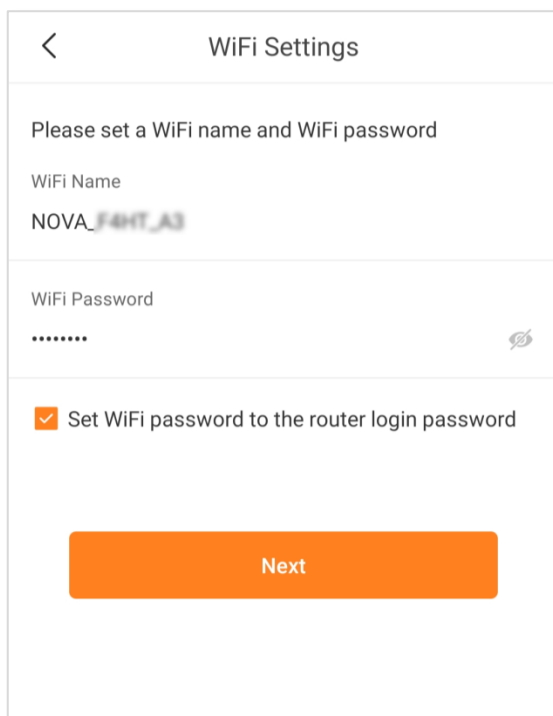 WiFi Settings
Please set a WiFi name and WiFi password
WiFi Name
NOVA_
WiFi Password
••••••••
Set WiFi password to the router login password
Next